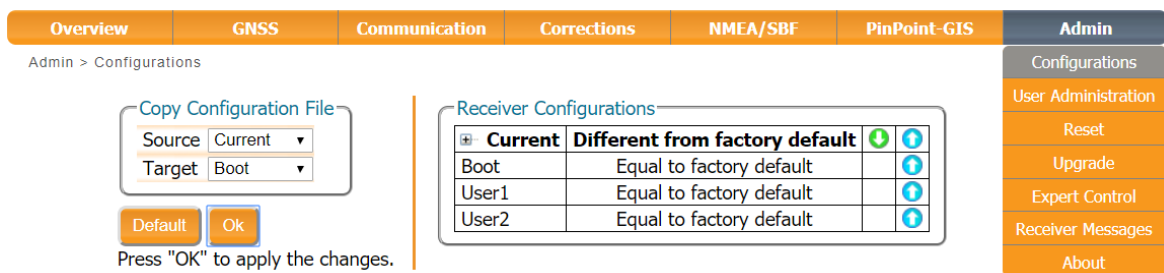 Overview GNSS Communication Corrections NMEA/SBF PinPoint-GIS Admin
Admin > Configurations
Configurations
User Administration
Reset
Upgrade
Expert Control
Receiver Messages
About
Copy Configuration File
Source Current
Target Boot
Default Ok
Press "OK" to apply the changes.
Receiver Configurations
Current Different from factory default
Boot Equal to factory default
User1 Equal to factory default
User2 Equal to factory default